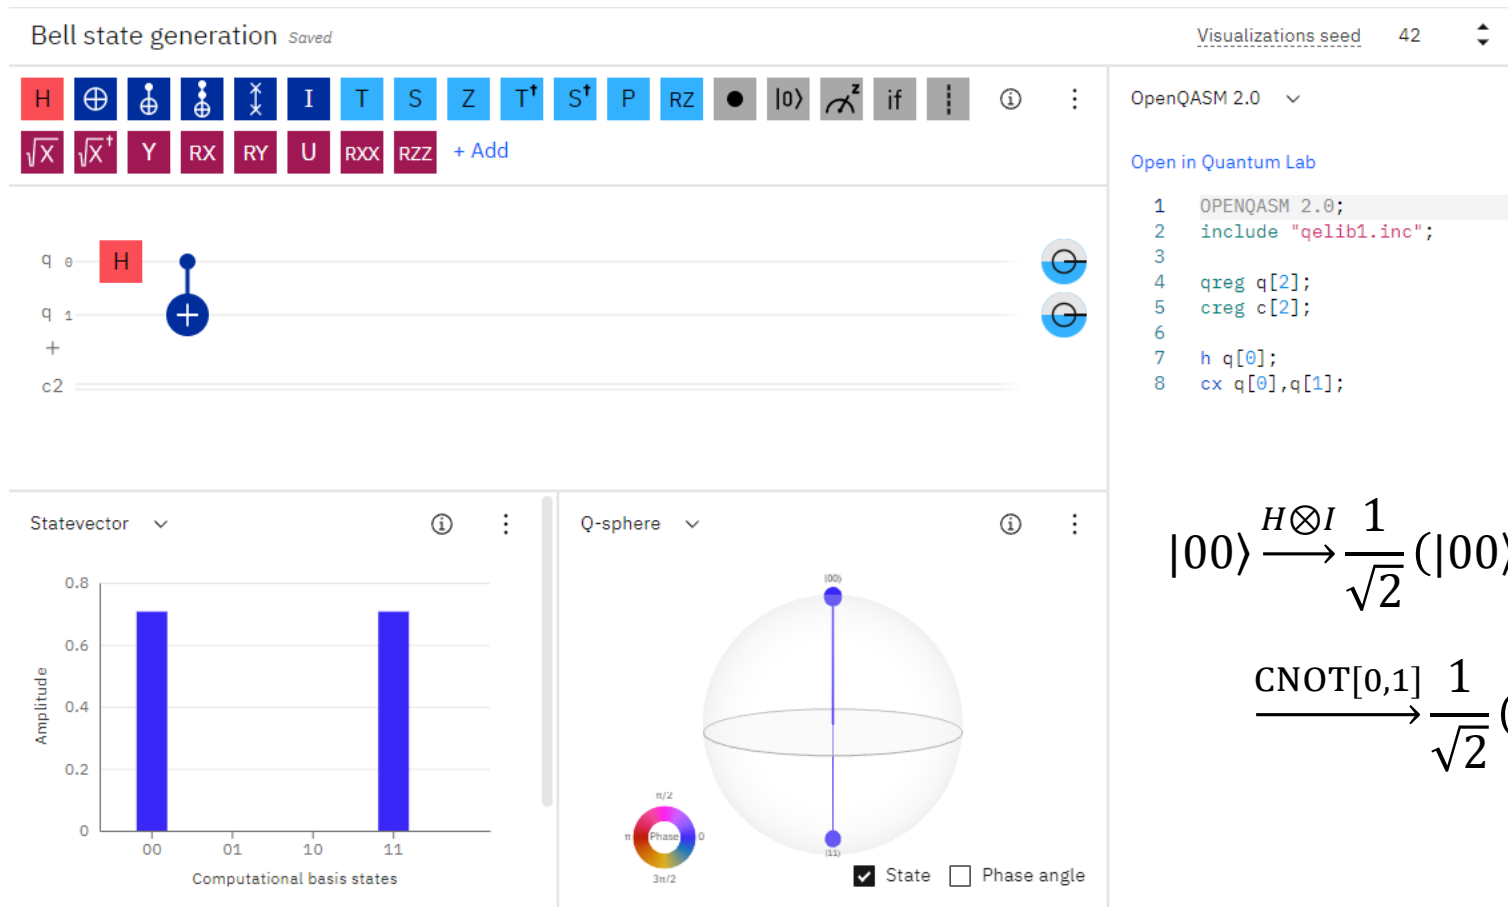 Bell state generation Saved
Visualizations seed 42
H T S Z T† S† P RZ |0⟩ z if
I
√X √X† Y RX RY U RXX RZZ + Add
OpenQASM 2.0
Open in Quantum Lab
1 OPENQASM 2.0;
2 include "qelib1.inc";
3
4 qreg q[2];
5 creg c[2];
6
7 h q[0];
8 cx q[0],q[1];
q 0 H
q 1
+
c2
Statevector
0.8
0.6
0.4
0.2
0
Amplitude
00 01 10 11
Computational basis states
Q-sphere
|00⟩
|11⟩
π/2
π Phase 0
3π/2
State Phase angle
|00⟩ H⊗I → 1/√2 (|00⟩
CNOT[0,1] → 1/√2 (